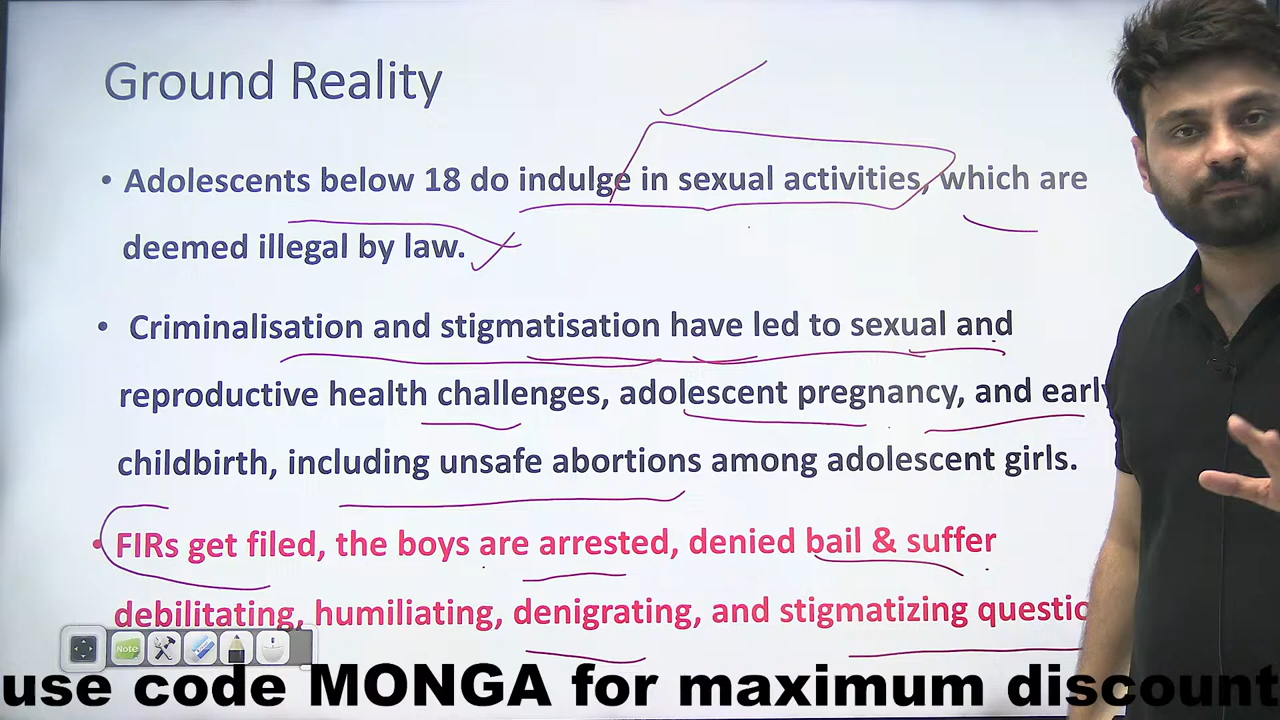 Ground Reality
• Adolescents below 18 do indulge in sexual activities, which are
deemed illegal by law.
• Criminalisation and stigmatisation have led to sexual and
reproductive health challenges, adolescent pregnancy, and early
childbirth, including unsafe abortions among adolescent girls.
• FIRs get filed, the boys are arrested, denied bail & suffer
debilitating, humiliating, denigrating, and stigmatizing questio
Note
use code MONGA for maximum discount